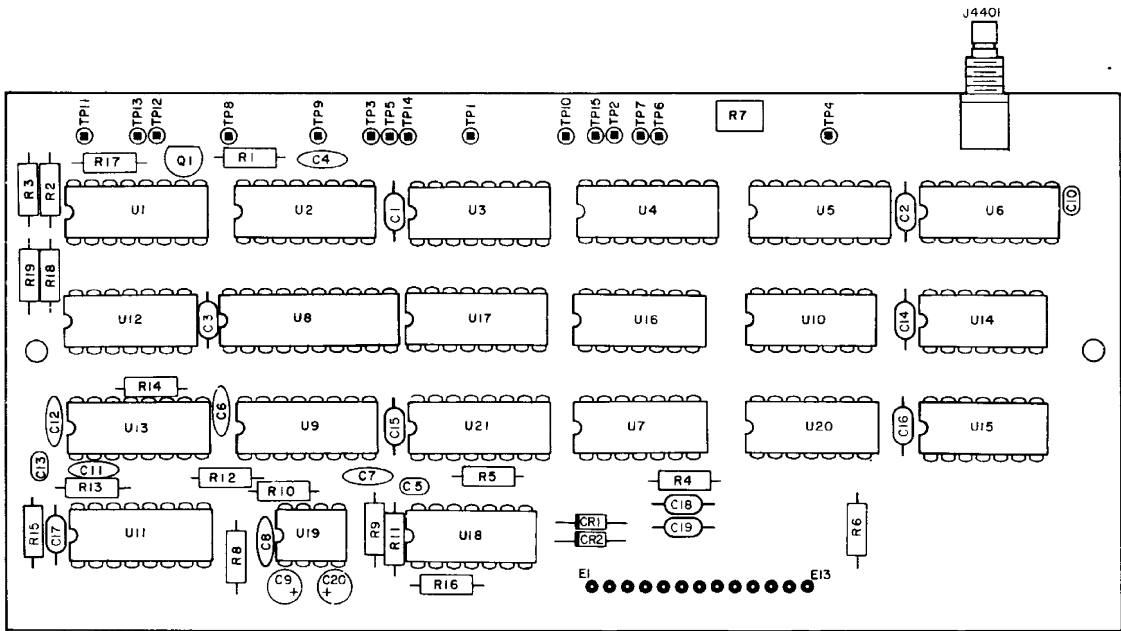 J4401
TP11 TP13 TP12 TP8 TP9 TP3 TP5 TP14 TP1 TP10 TP15 TP2 TP7 TP6 R7 TP4
R17 Q1 R1 C4
R3 R2 U1 U2 C1 U3 U4 U5 C2 U6 C10
R19 R18
U12 C3 U8 U17 U16 U10 C14 U14
R14
C12 U13 C6 U9 C15 U21 U7 U20 C16 U15
C13 C11 R12 C7 R5 R4
R13 R10 C5 C18
R15 C17 U11 R8 C8 U19 R9 R11 U18 CR1 C19 R6
CR2
C9 + C20 + R16 E1 E13